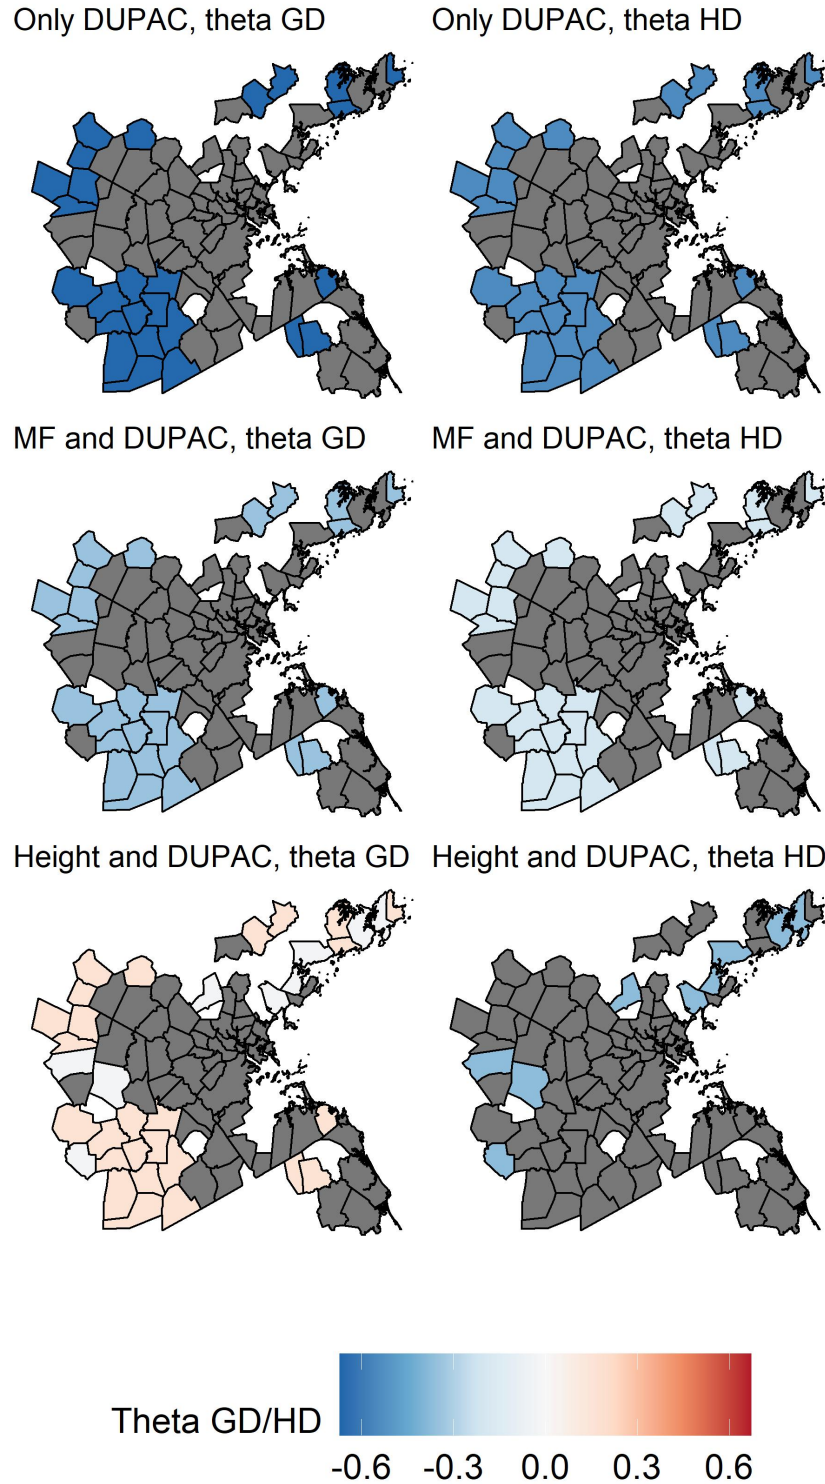 Only DUPAC, theta GD
Only DUPAC, theta HD
MF and DUPAC, theta GD
MF and DUPAC, theta HD
Height and DUPAC, theta GD
Height and DUPAC, theta HD
Theta GD/HD
-0.6 -0.3 0.0 0.3 0.6